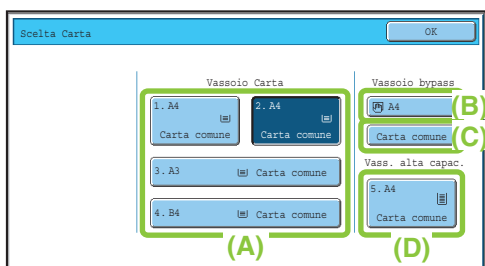 Scelta Carta
OK
Vassoio Carta
Vassoio bypass
1. A4
Carta comune
2. A4
Carta comune
A4
(B)
Carta comune
(C)
Vass. alta capac.
3. A3 Carta comune
5. A4
Carta comune
4. B4 Carta comune
(A)
(D)